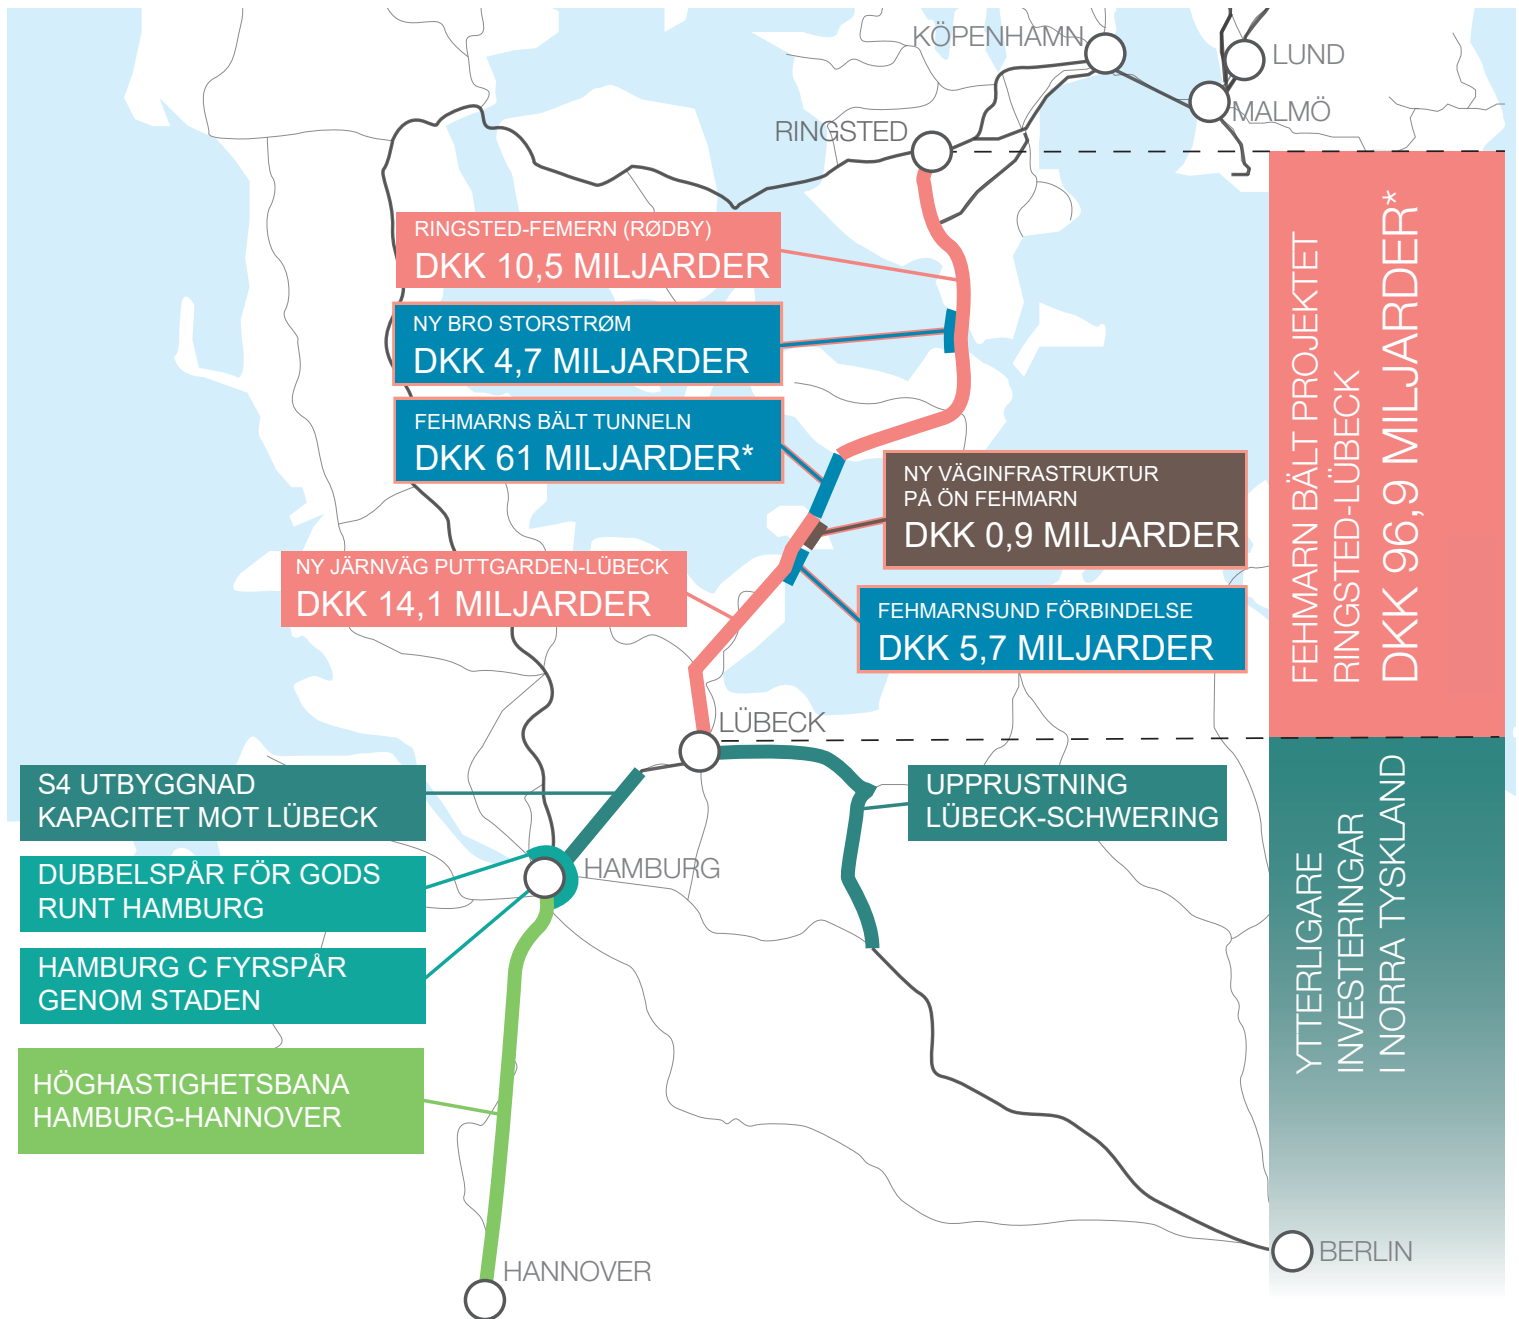 KÖPENHAMN
LUND
MALMÖ
RINGSTED
RINGSTED-FEMERN (RØDBY)
DKK 10,5 MILJARDER
NY BRO STORSTRØM
DKK 4,7 MILJARDER
FEHMARNS BÄLT TUNNELN
DKK 61 MILJARDER*
NY VÄGINFRASTRUKTUR
PÅ ÖN FEHMARN
DKK 0,9 MILJARDER
NY JÄRNVÄG PUTTGARDEN-LÜBECK
DKK 14,1 MILJARDER
FEHMARNSUND FÖRBINDELSE
DKK 5,7 MILJARDER
FEHMARN BÄLT PROJEKTET
RINGSTED-LÜBECK
DKK 96,9 MILJARDER*
LÜBECK
S4 UTBYGGNAD
KAPACITET MOT LÜBECK
UPPRUSTNING
LÜBECK-SCHWERING
DUBBELSPÅR FÖR GODS
RUNT HAMBURG
HAMBURG
HAMBURG C FYRSPÅR
GENOM STADEN
HÖGHASTIGHETSBANA
HAMBURG-HANNOVER
YTTERLIGARE
INVESTERINGAR
I NORRA TYSKLAND
BERLIN
HANNOVER